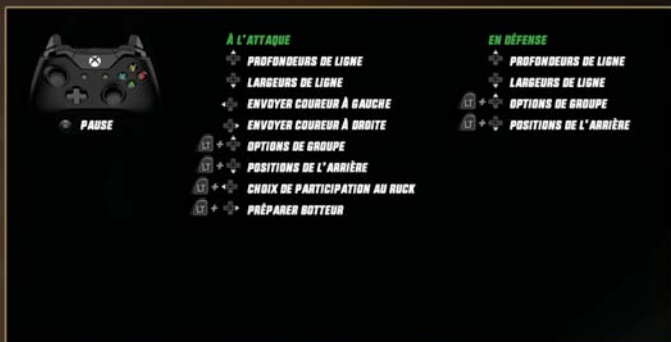 À L'ATTAQUE
PROFONDEURS DE LIGNE
LARGEURS DE LIGNE
ENVOYER COUREUR À GAUCHE
ENVOYER COUREUR À DROITE
LT + OPTIONS DE GROUPE
LT + POSITIONS DE L'ARRIÈRE
LT + CHOIX DE PARTICIPATION AU RUCK
LT + PRÉPARER BOTTEUR
EN DÉFENSE
PROFONDEURS DE LIGNE
LARGEURS DE LIGNE
LT + OPTIONS DE GROUPE
LT + POSITIONS DE L'ARRIÈRE
PAUSE